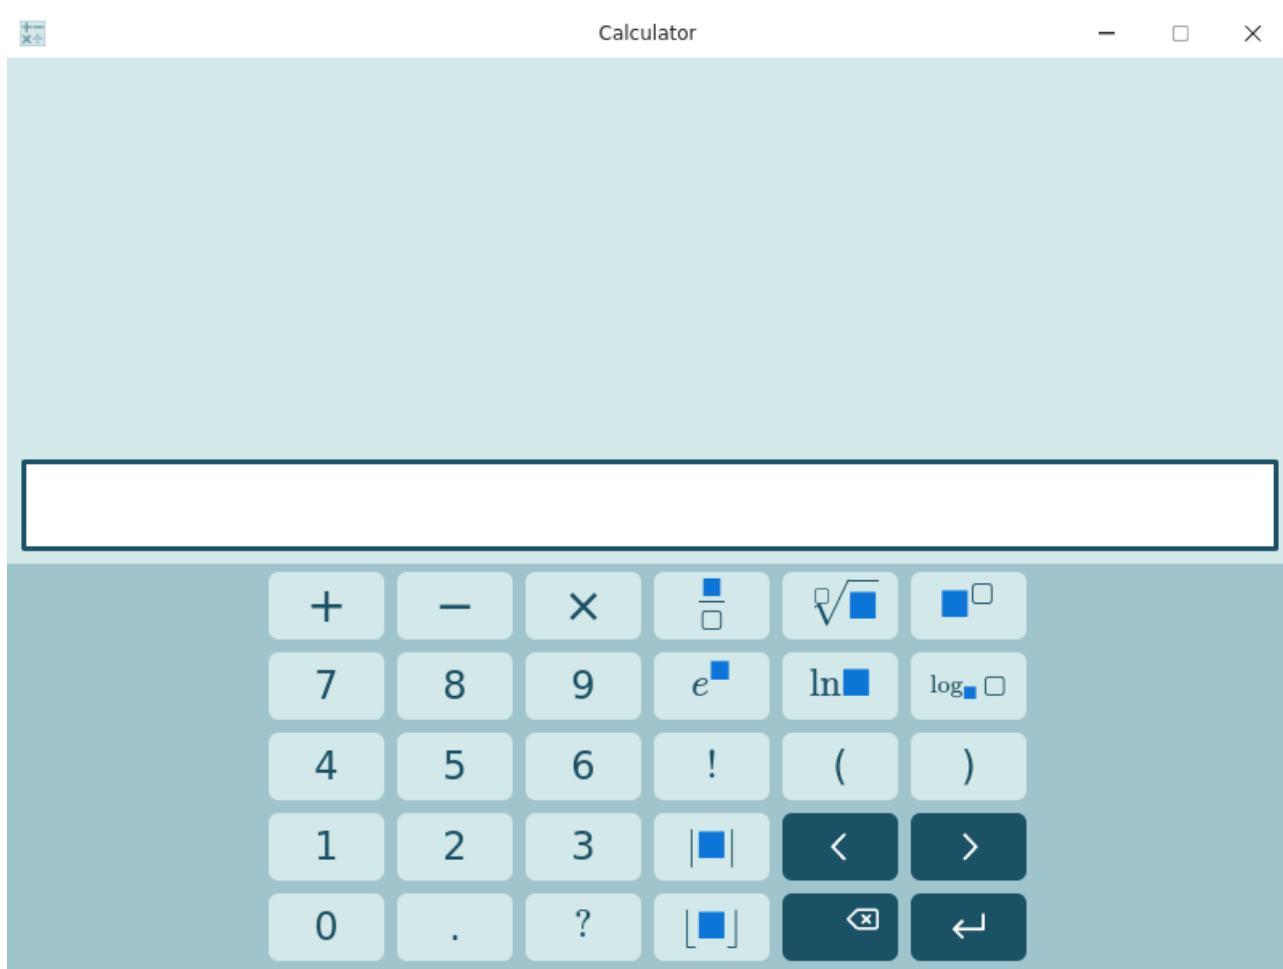 Calculator
+ − ×
7 8 9 e ln log
4 5 6 ! ( )
1 2 3 | | < >
0 . ? ⌊ ⌋